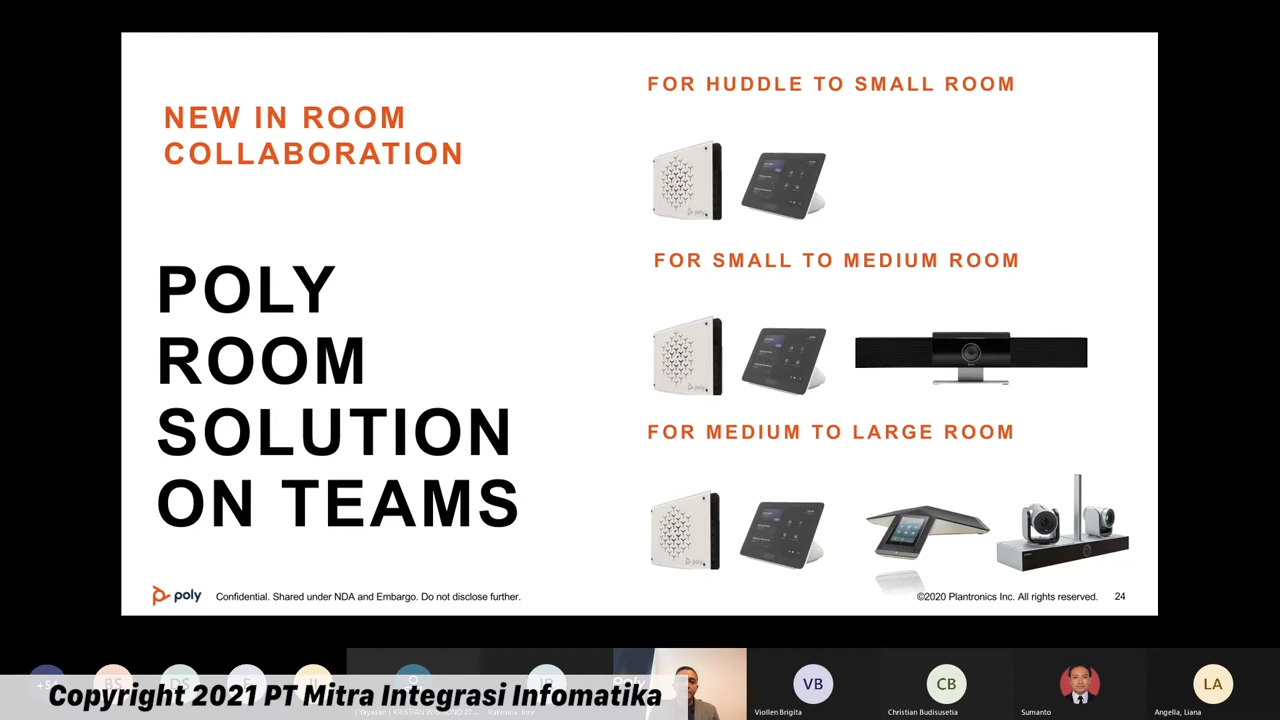 NEW IN ROOM
COLLABORATION
POLY
ROOM
SOLUTION
ON TEAMS
FOR HUDDLE TO SMALL ROOM
poly
FOR SMALL TO MEDIUM ROOM
poly
FOR MEDIUM TO LARGE ROOM
poly
poly
Confidential. Shared under NDA and Embargo. Do not disclose further.
©2020 Plantronics Inc. All rights reserved.
24
VB
CB
LA
Copyright 2021 PT Mitra Integrasi Infomatika
Viollen Brigita
Christian Budisusetia
Sumanto
Angella, Liana